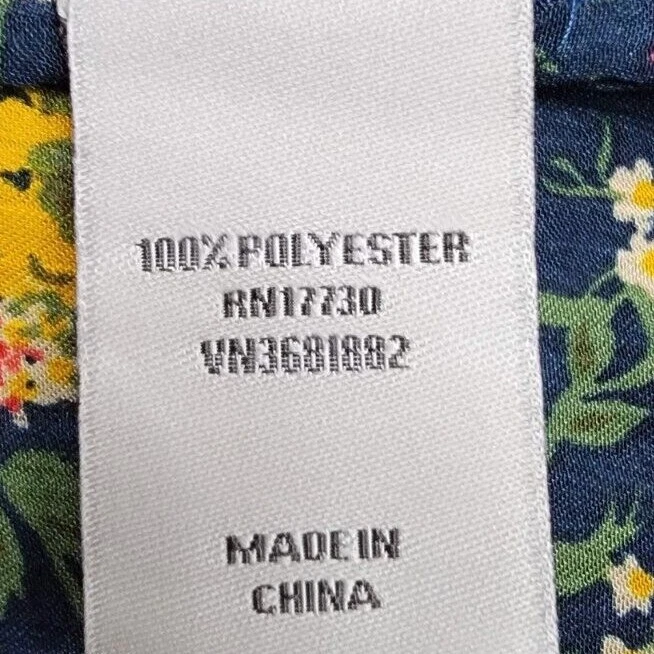 100% POLYESTER
RN17730
VN3681882
MADE IN
CHINA